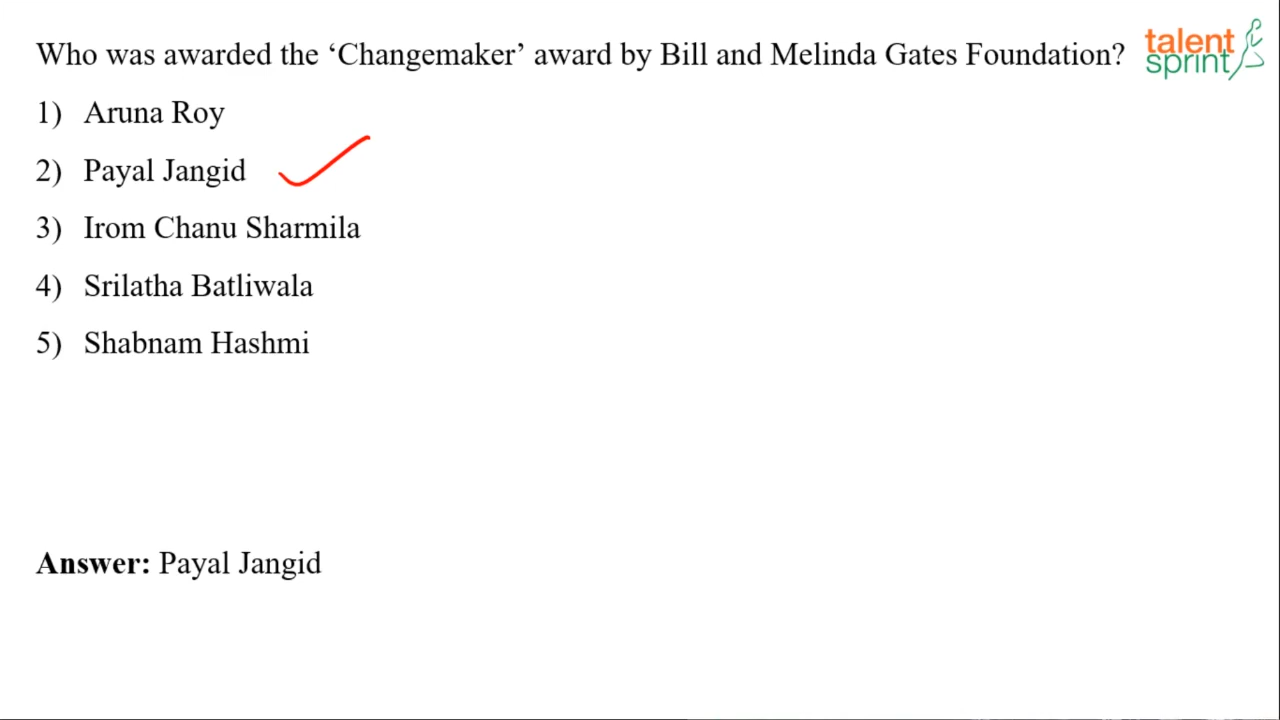 Who was awarded the ‘Changemaker’ award by Bill and Melinda Gates Foundation?
talent
sprint
1) Aruna Roy
2) Payal Jangid
3) Irom Chanu Sharmila
4) Srilatha Batliwala
5) Shabnam Hashmi
Answer: Payal Jangid